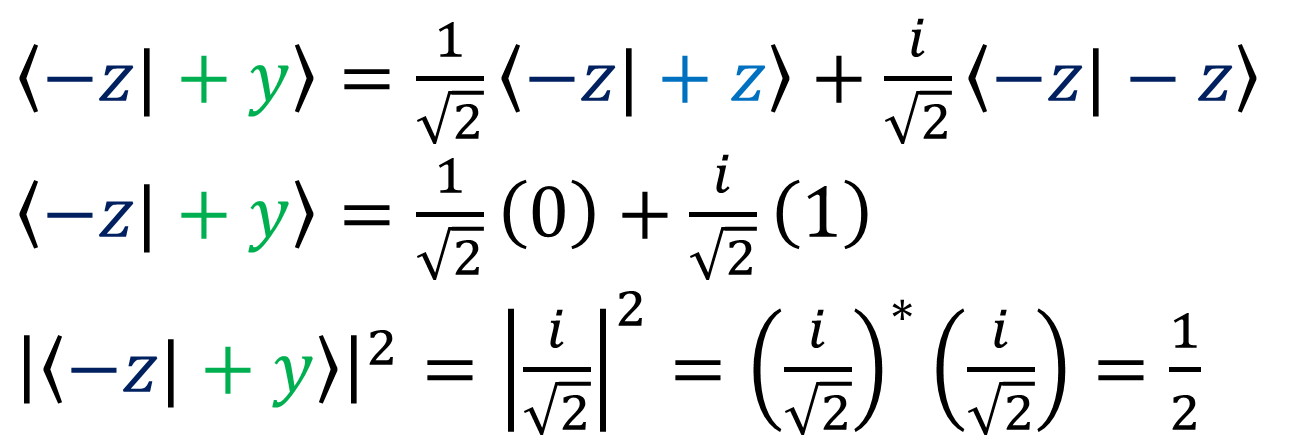 ⟨−z| + y⟩ = 1/√2 ⟨−z| + z⟩ + i/√2 ⟨−z| − z⟩
⟨−z| + y⟩ = 1/√2 (0) + i/√2 (1)
|⟨−z| + y⟩|² = |i/√2|² = (i/√2)* (i/√2) = 1/2